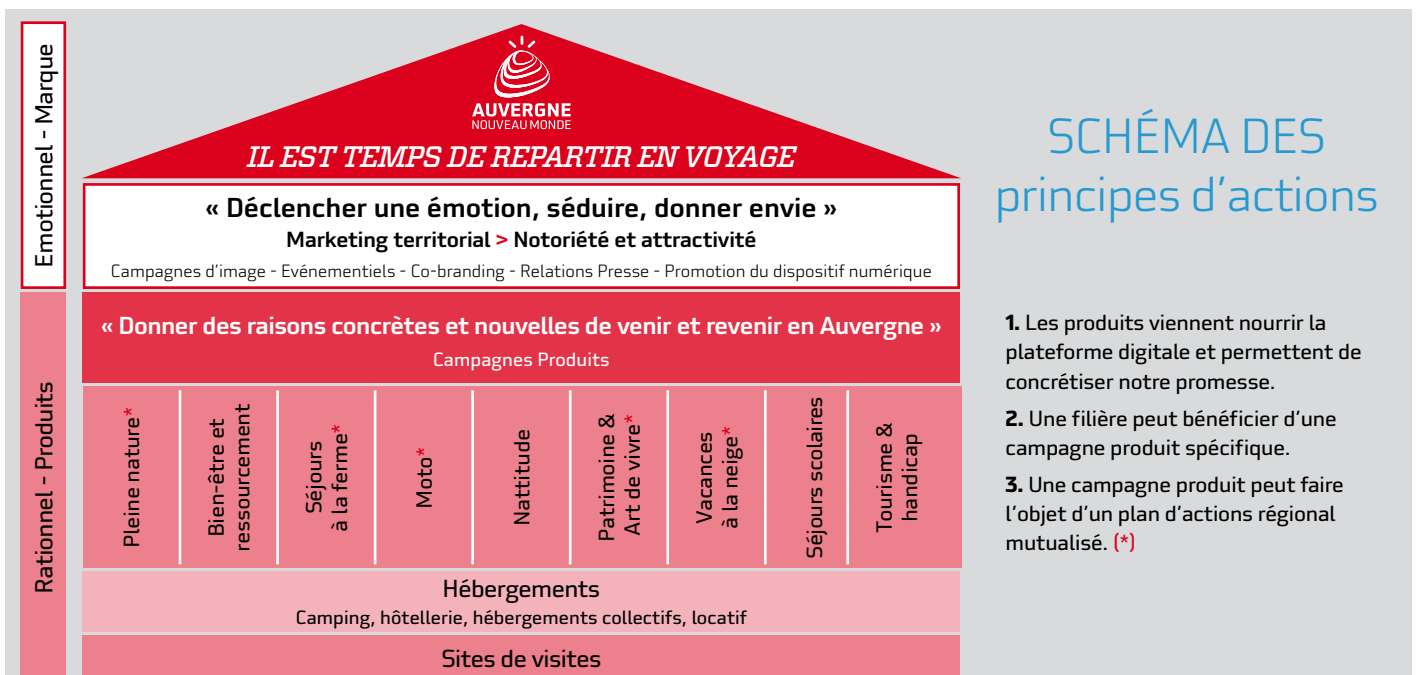 Emotionnel - Marque
AUVERGNE
NOUVEAU MONDE
IL EST TEMPS DE REPARTIR EN VOYAGE
« Déclencher une émotion, séduire, donner envie »
Marketing territorial > Notoriété et attractivité
Campagnes d'image - Evénementiels - Co-branding - Relations Presse - Promotion du dispositif numérique
Rationnel - Produits
« Donner des raisons concrètes et nouvelles de venir et revenir en Auvergne »
Campagnes Produits
Pleine nature*
Bien-être et
ressourcement
Séjours
à la ferme*
Moto*
Nattitude
Patrimoine &
Art de vivre*
Vacances
à la neige*
Séjours scolaires
Tourisme &
handicap
Hébergements
Camping, hôtellerie, hébergements collectifs, locatif
Sites de visites
SCHÉMA DES
principes d'actions
1. Les produits viennent nourrir la
plateforme digitale et permettent de
concrétiser notre promesse.
2. Une filière peut bénéficier d'une
campagne produit spécifique.
3. Une campagne produit peut faire
l'objet d'un plan d'actions régional
mutualisé. (*)